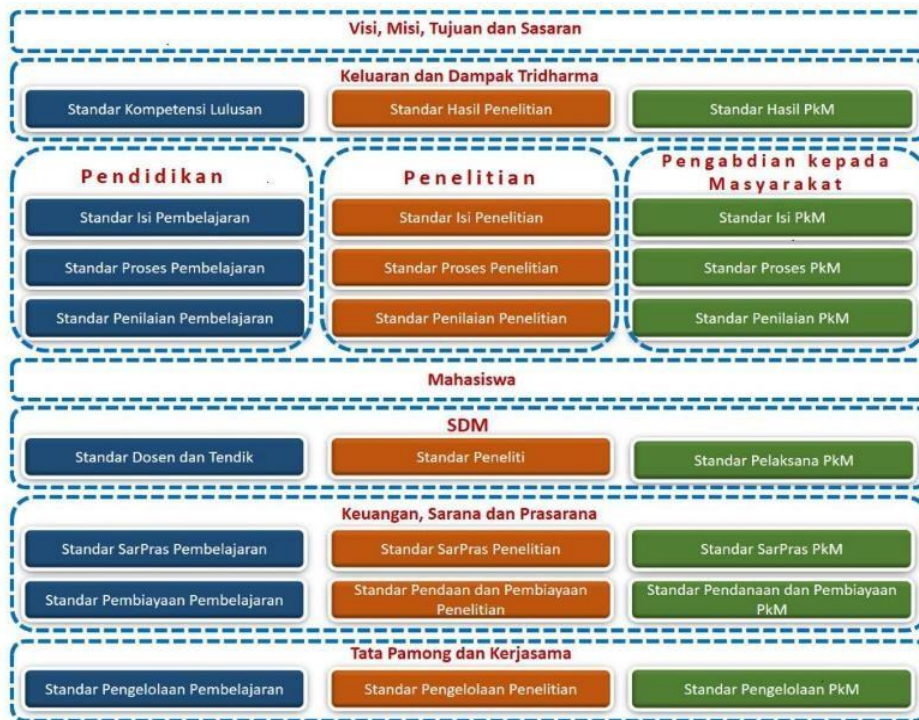 Visi, Misi, Tujuan dan Sasaran
Keluaran dan Dampak Tridharma
Standar Kompetensi Lulusan
Standar Hasil Penelitian
Standar Hasil PkM
Pendidikan
Standar Isi Pembelajaran
Standar Proses Pembelajaran
Standar Penilaian Pembelajaran
Penelitian
Standar Isi Penelitian
Standar Proses Penelitian
Standar Penilaian Penelitian
Pengabdian kepada
Masyarakat
Standar Isi PkM
Standar Proses PkM
Standar Penilaian PkM
Mahasiswa
SDM
Standar Dosen dan Tendik
Standar Peneliti
Standar Pelaksana PkM
Keuangan, Sarana dan Prasarana
Standar SarPras Pembelajaran
Standar SarPras Penelitian
Standar SarPras PkM
Standar Pembiayaan Pembelajaran
Standar Pendaan dan Pembiayaan
Penelitian
Standar Pendanaan dan Pembiayaan
PkM
Tata Pamong dan Kerjasama
Standar Pengelolaan Pembelajaran
Standar Pengelolaan Penelitian
Standar Pengelolaan PkM